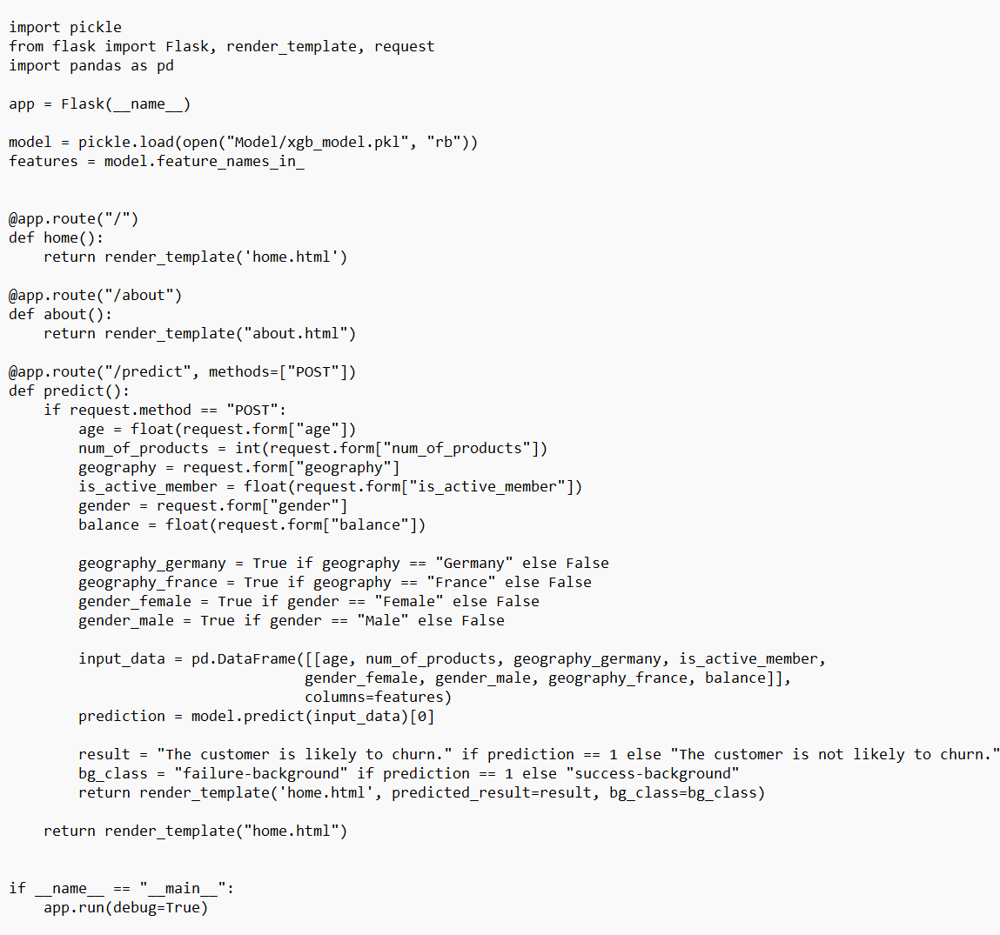 import pickle
from flask import Flask, render_template, request
import pandas as pd

app = Flask(__name__)

model = pickle.load(open("Model/xgb_model.pkl", "rb"))
features = model.feature_names_in_


@app.route("/")
def home():
    return render_template('home.html')

@app.route("/about")
def about():
    return render_template("about.html")

@app.route("/predict", methods=["POST"])
def predict():
    if request.method == "POST":
        age = float(request.form["age"])
        num_of_products = int(request.form["num_of_products"])
        geography = request.form["geography"]
        is_active_member = float(request.form["is_active_member"])
        gender = request.form["gender"]
        balance = float(request.form["balance"])

        geography_germany = True if geography == "Germany" else False
        geography_france = True if geography == "France" else False
        gender_female = True if gender == "Female" else False
        gender_male = True if gender == "Male" else False

        input_data = pd.DataFrame([[age, num_of_products, geography_germany, is_active_member,
                                  gender_female, gender_male, geography_france, balance]],
                                  columns=features)
        prediction = model.predict(input_data)[0]

        result = "The customer is likely to churn." if prediction == 1 else "The customer is not likely to churn."
        bg_class = "failure-background" if prediction == 1 else "success-background"
        return render_template('home.html', predicted_result=result, bg_class=bg_class)

    return render_template("home.html")


if __name__ == "__main__":
    app.run(debug=True)